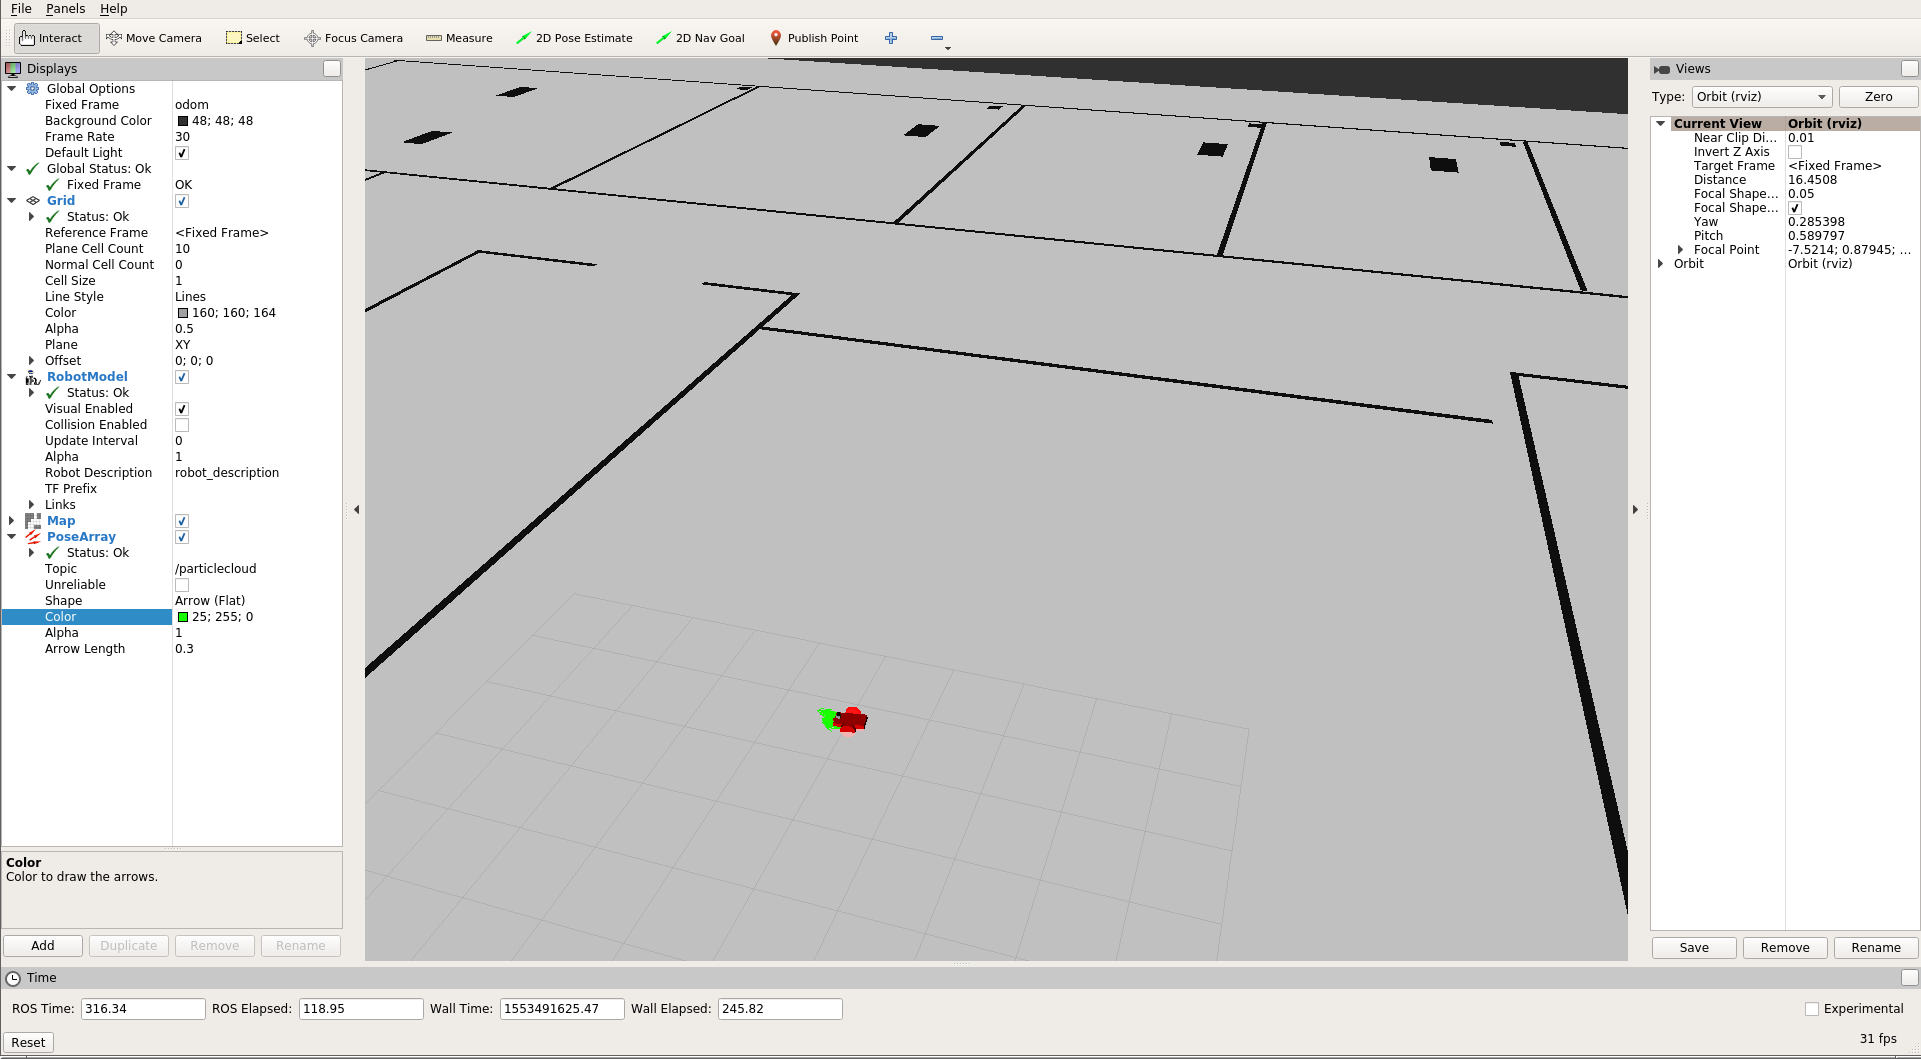 File Panels Help
Interact Move Camera Select Focus Camera Measure 2D Pose Estimate 2D Nav Goal Publish Point
Displays
Global Options
Fixed Frame odom
Background Color 48; 48; 48
Frame Rate 30
Default Light
Global Status: Ok
Fixed Frame OK
Grid
Status: Ok
Reference Frame <Fixed Frame>
Plane Cell Count 10
Normal Cell Count 0
Cell Size 1
Line Style Lines
Color 160; 160; 164
Alpha 0.5
Plane XY
Offset 0; 0; 0
RobotModel
Status: Ok
Visual Enabled
Collision Enabled
Update Interval 0
Alpha 1
Robot Description robot_description
TF Prefix
Links
Map
PoseArray
Status: Ok
Topic /particlecloud
Unreliable
Shape Arrow (Flat)
Color 25; 255; 0
Alpha 1
Arrow Length 0.3
Color
Color to draw the arrows.
Add Duplicate Remove Rename
Views
Type: Orbit (rviz) Zero
Current View Orbit (rviz)
Near Clip Di... 0.01
Invert Z Axis
Target Frame <Fixed Frame>
Distance 16.4508
Focal Shape... 0.05
Focal Shape...
Yaw 0.285398
Pitch 0.589797
Focal Point -7.5214; 0.87945; ...
Orbit Orbit (rviz)
Save Remove Rename
Time
ROS Time: 316.34 ROS Elapsed: 118.95 Wall Time: 1553491625.47 Wall Elapsed: 245.82 Experimental
Reset 31 fps